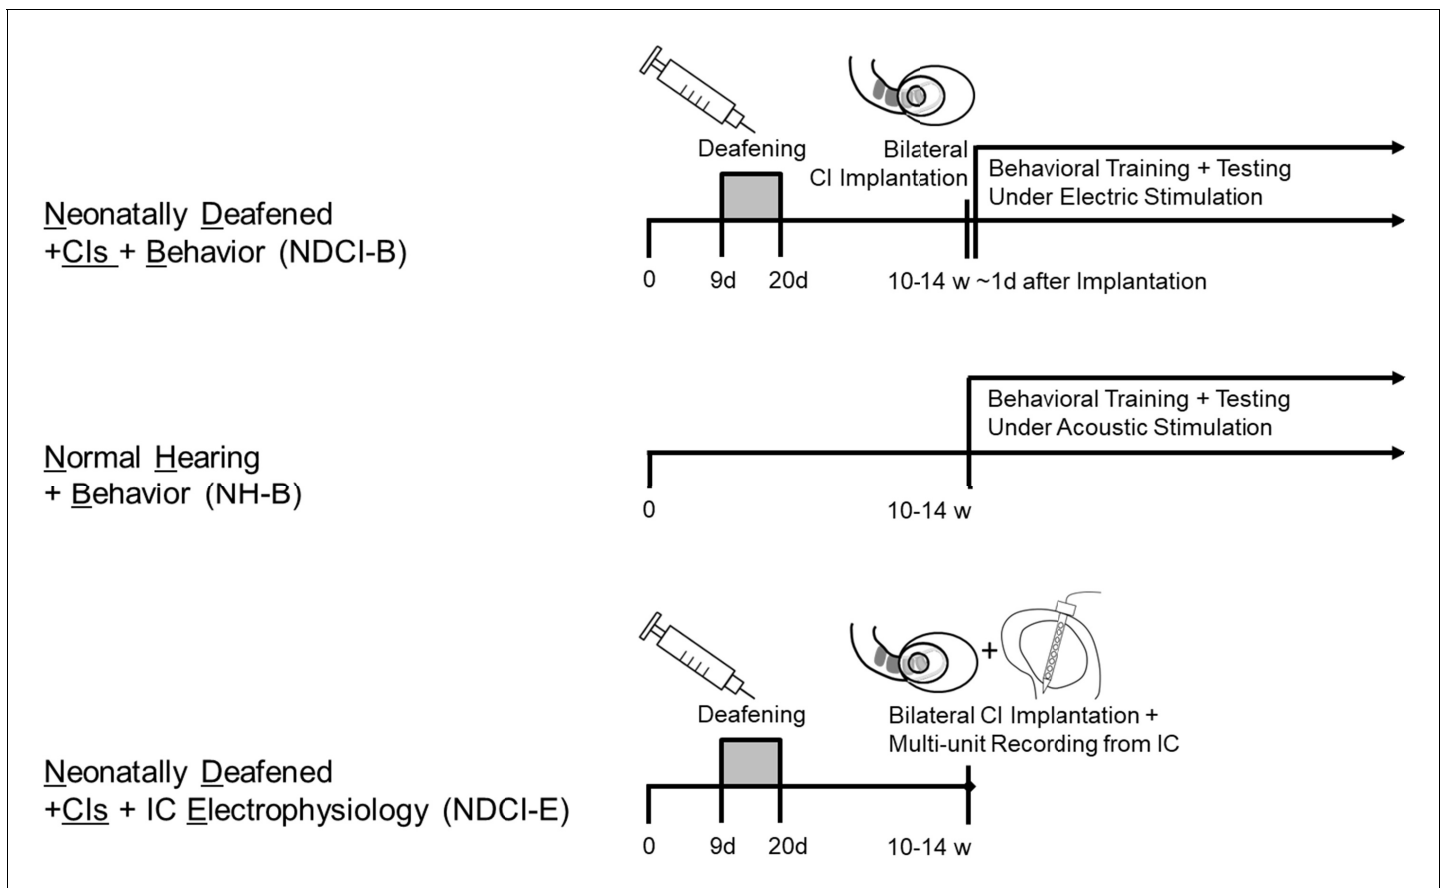 Deafening
Bilateral
CI Implantation
Behavioral Training + Testing
Under Electric Stimulation
Neonatally Deafened
+CIs + Behavior (NDCI-B)
0
9d
20d
10-14 w ~1d after Implantation
Behavioral Training + Testing
Under Acoustic Stimulation
Normal Hearing
+ Behavior (NH-B)
0
10-14 w
+
Deafening
Bilateral CI Implantation +
Multi-unit Recording from IC
Neonatally Deafened
+CIs + IC Electrophysiology (NDCI-E)
0
9d
20d
10-14 w